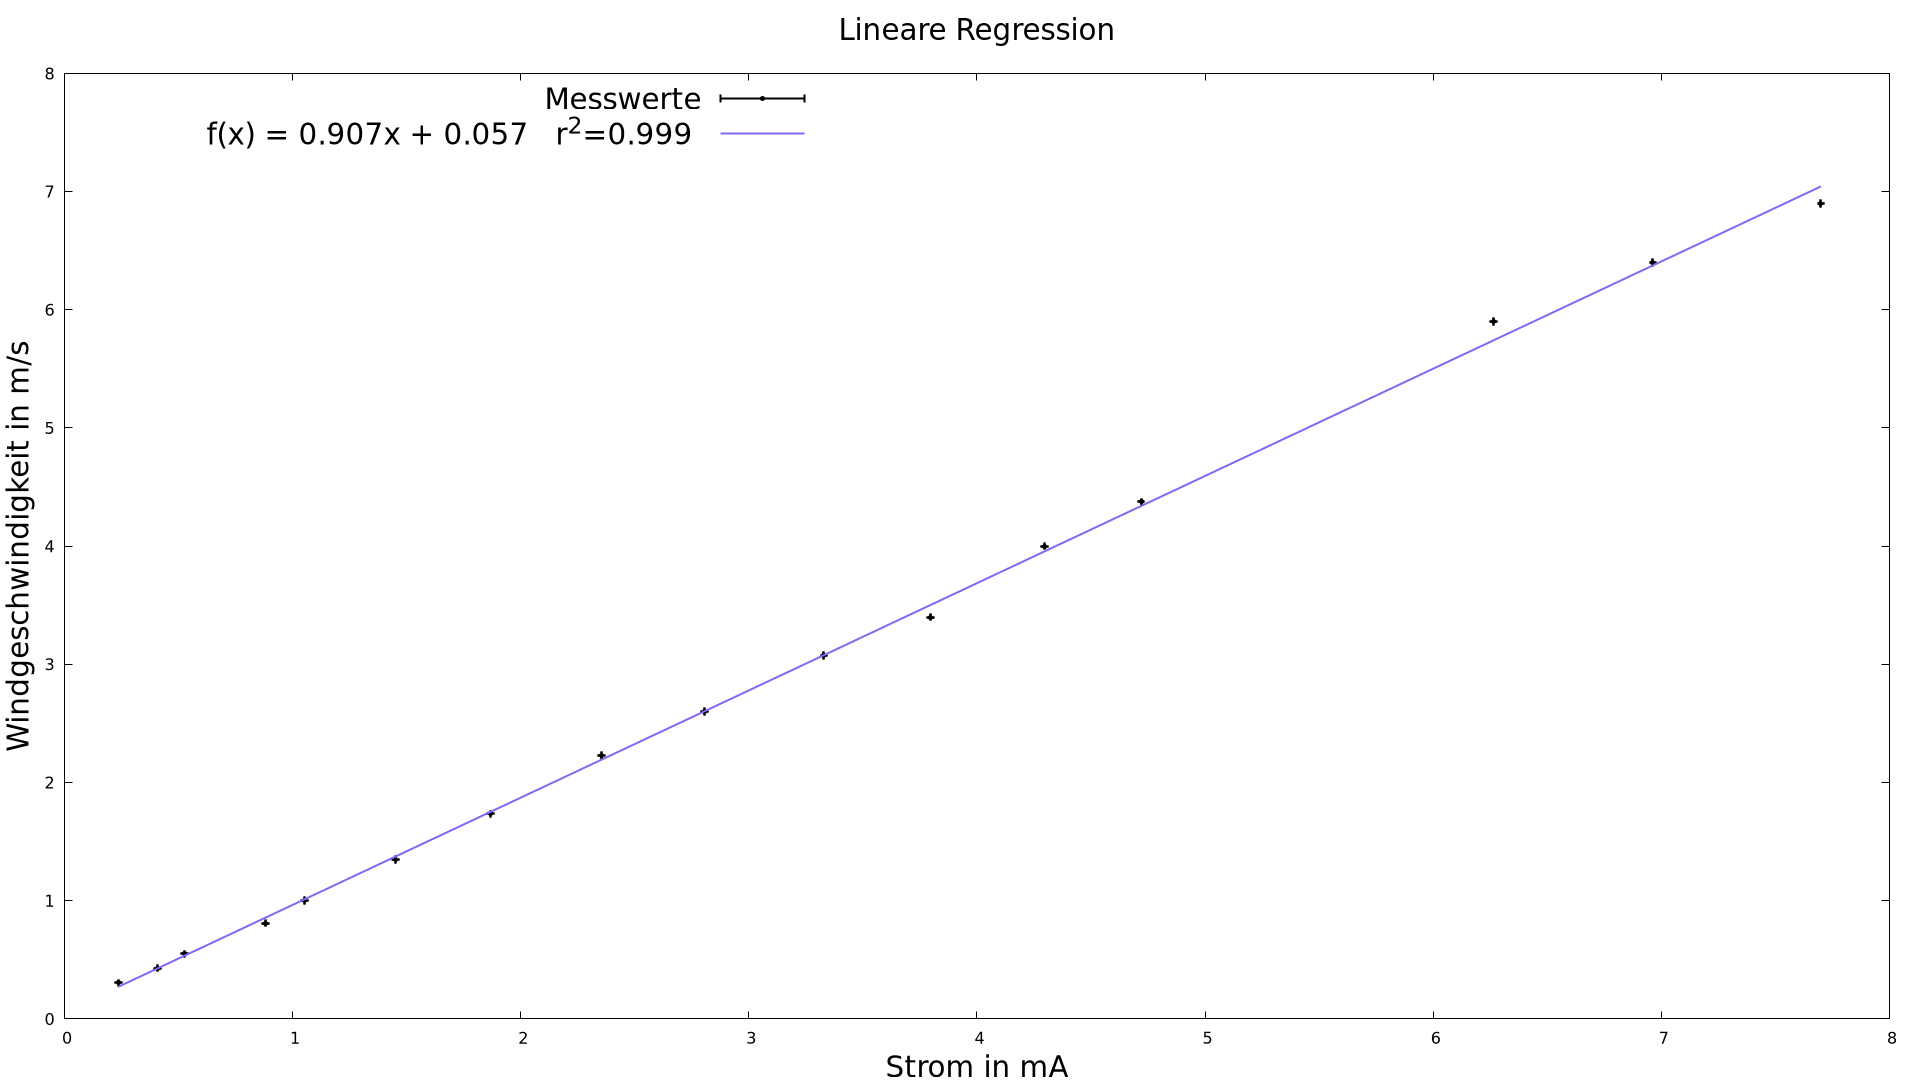 Lineare Regression
Messwerte
f(x) = 0.907x + 0.057 r²=0.999
8
7
6
5
4
3
2
1
0
Windgeschwindigkeit in m/s
0 1 2 3 4 5 6 7 8
Strom in mA